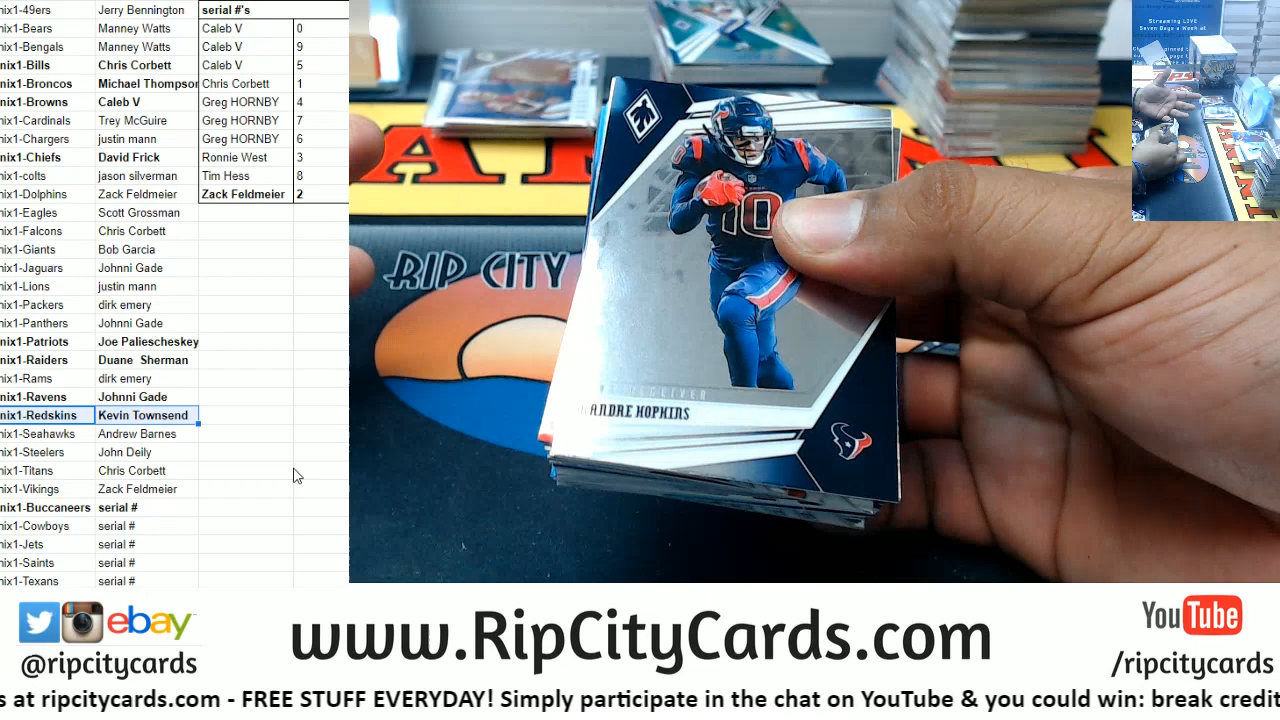 nix1-49ers Jerry Bennington serial #'s
nix1-Bears Manney Watts Caleb V 0
nix1-Bengals Manney Watts Caleb V 9
nix1-Bills Chris Corbett Caleb V 5
nix1-Broncos Michael Thompson Chris Corbett 1
nix1-Browns Caleb V Greg HORNBY 4
nix1-Cardinals Trey McGuire Greg HORNBY 7
nix1-Chargers justin mann Greg HORNBY 6
nix1-Chiefs David Frick Ronnie West 3
nix1-colts jason silverman Tim Hess 8
nix1-Dolphins Zack Feldmeier Zack Feldmeier 2
nix1-Eagles Scott Grossman
nix1-Falcons Chris Corbett
nix1-Giants Bob Garcia
nix1-Jaguars Johnni Gade
nix1-Lions justin mann
nix1-Packers dirk emery
nix1-Panthers Johnni Gade
nix1-Patriots Joe Paliescheskey
nix1-Raiders Duane Sherman
nix1-Rams dirk emery
nix1-Ravens Johnni Gade
nix1-Redskins Kevin Townsend
nix1-Seahawks Andrew Barnes
nix1-Steelers John Deily
nix1-Titans Chris Corbett
nix1-Vikings Zack Feldmeier
nix1-Buccaneers serial #
nix1-Cowboys serial #
nix1-Jets serial #
nix1-Saints serial #
nix1-Texans serial #
Streaming LIVE
Seven Days a Week at
RIP CITY
10
ANDRE HOPKINS
ebay
@ripcitycards
www.RipCityCards.com
YouTube
/ripcitycards
s at ripcitycards.com - FREE STUFF EVERYDAY! Simply participate in the chat on YouTube & you could win: break credit